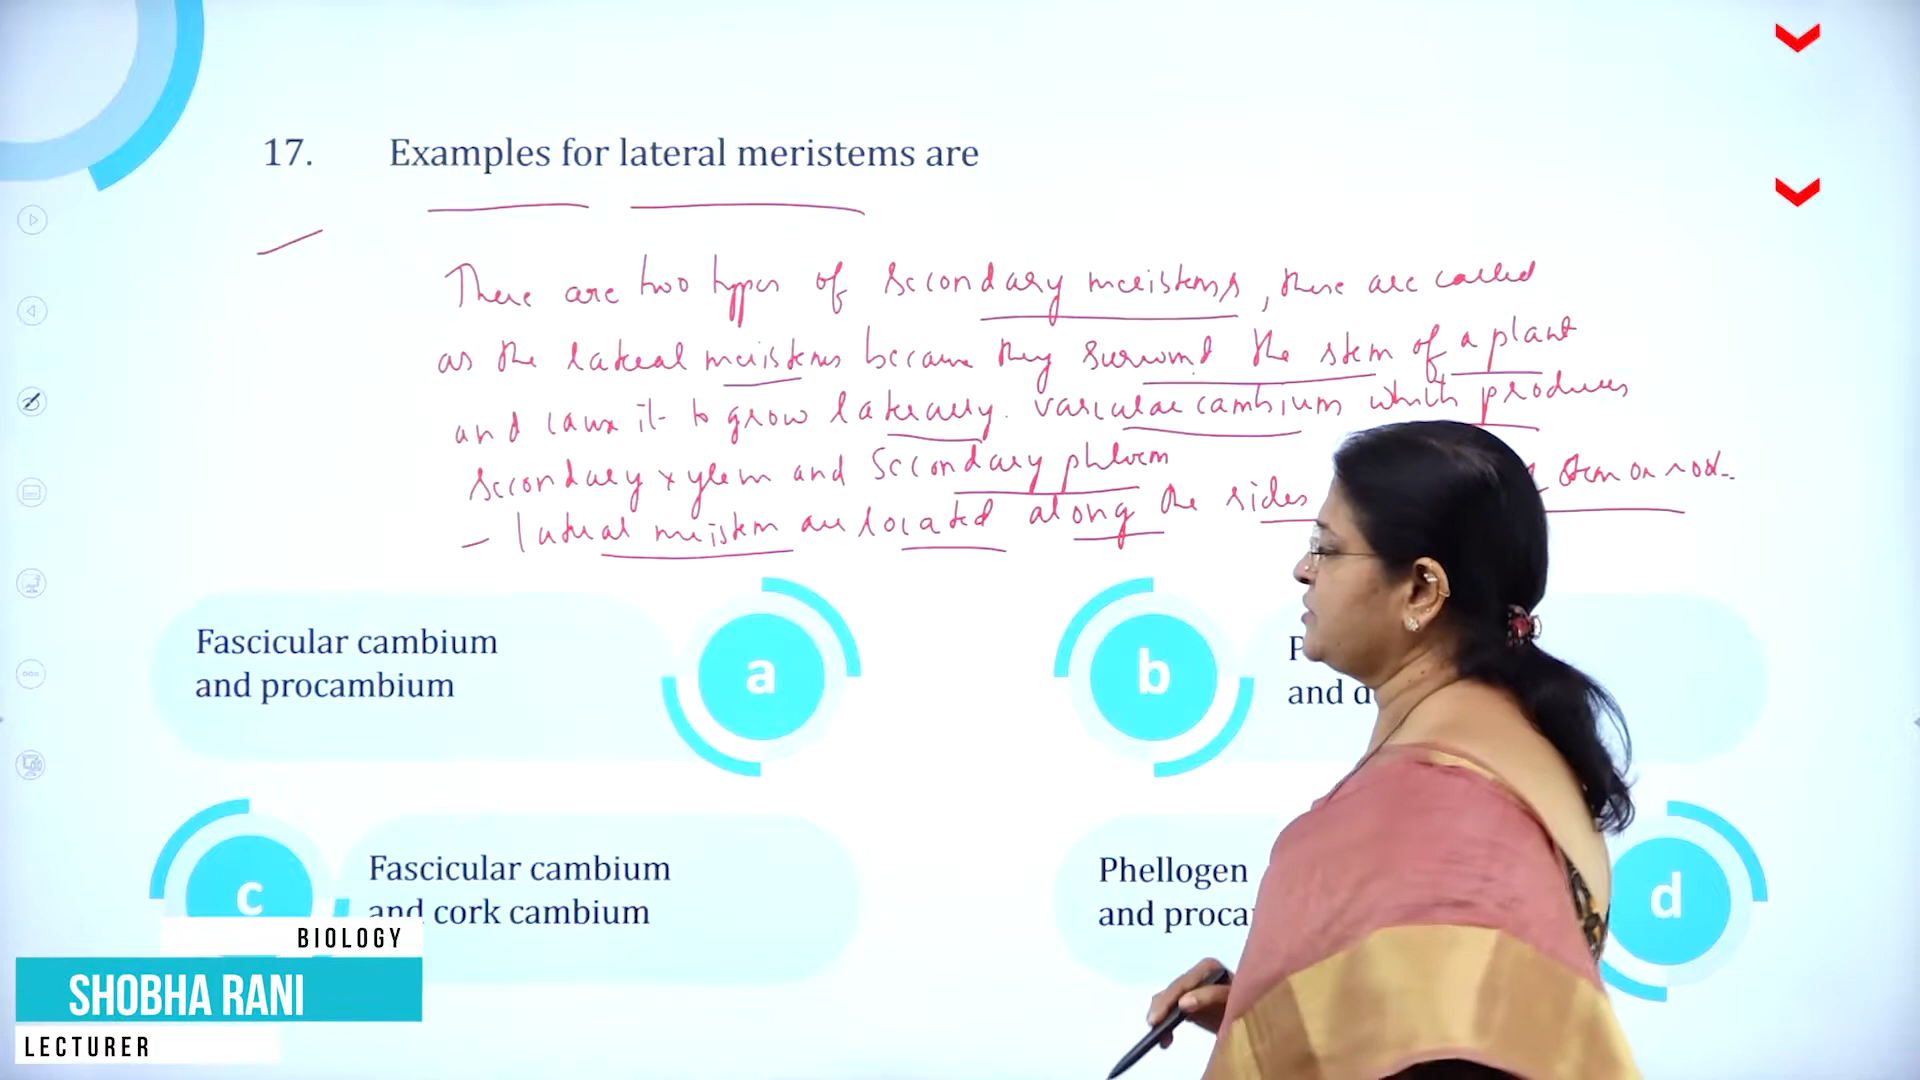 17. Examples for lateral meristems are
There are two types of secondary meristems, these are called
as the lateral meristems because they surround the stem of a plant
and cause it to grow laterally. vascular cambium which produces
secondary xylem and Secondary phloem
- lateral meristem are located along the sides stem or root.
Fascicular cambium
and procambium
a
b
and
c
Fascicular cambium
and cork cambium
Phellogen
and
d
BIOLOGY
SHOBHA RANI
LECTURER